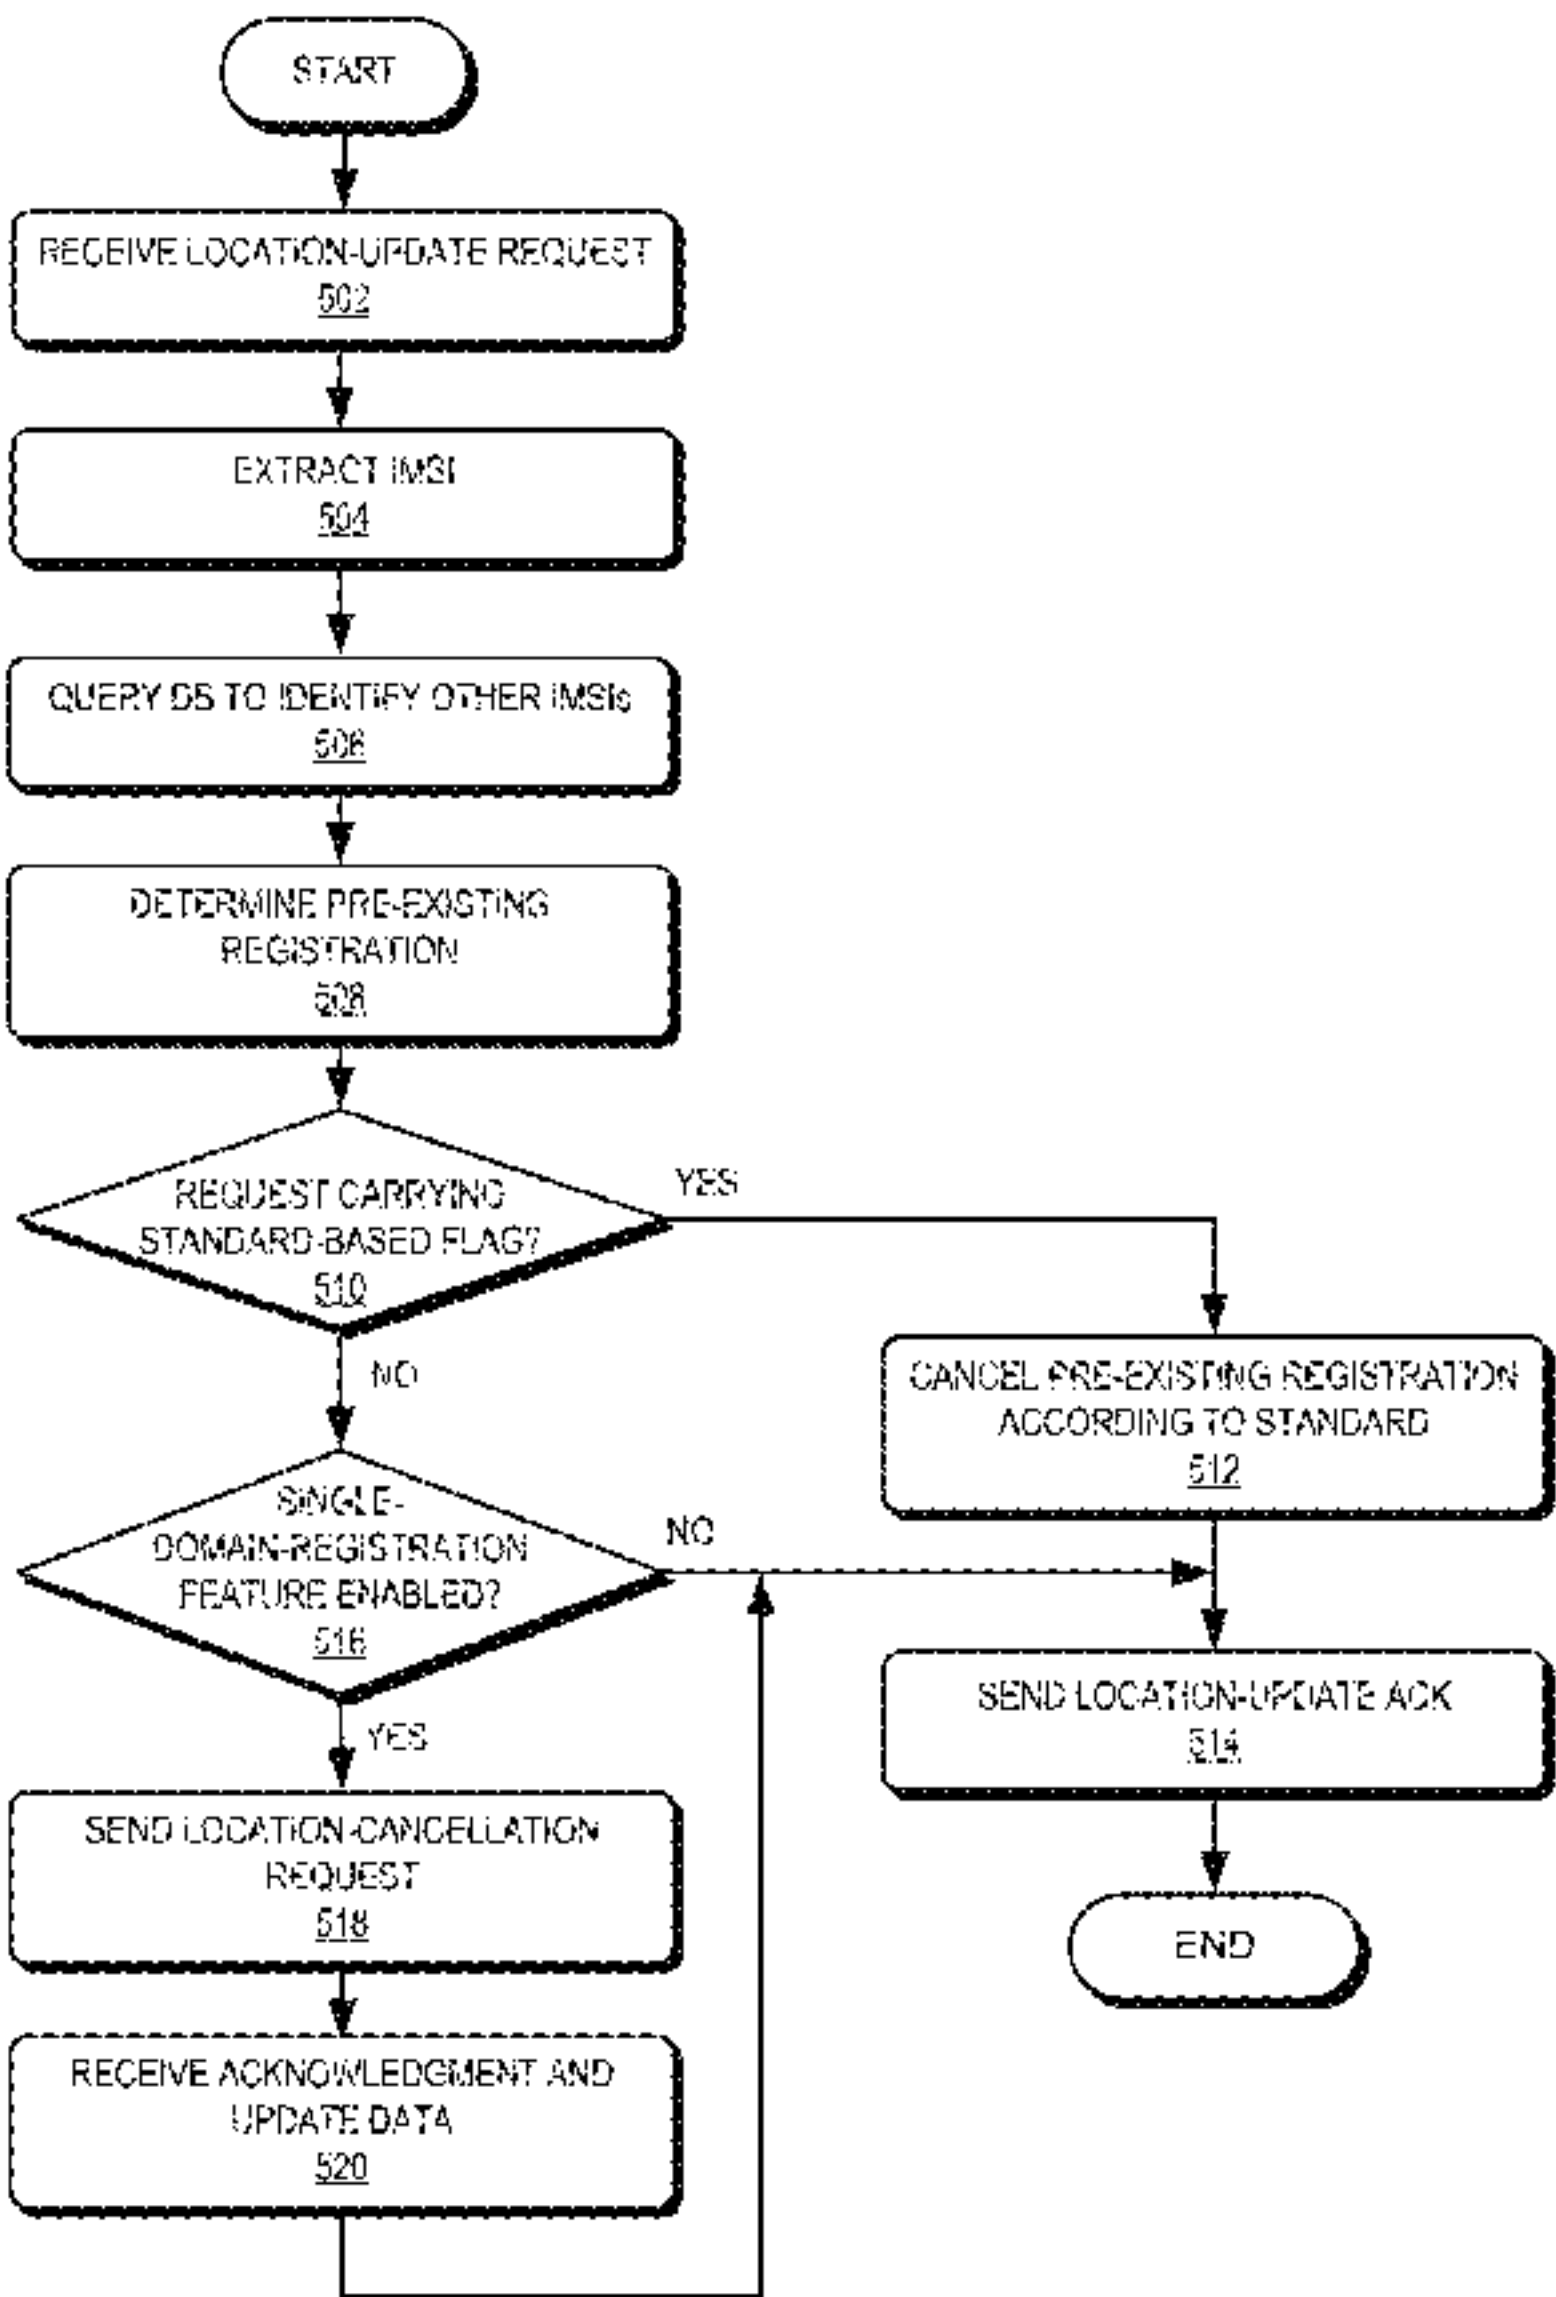 START
RECEIVE LOCATION-UPDATE REQUEST
502
EXTRACT IMSI
504
QUERY DB TO IDENTIFY OTHER IMSIs
506
DETERMINE PRE-EXISTING
REGISTRATION
508
REQUEST CARRYING
STANDARD-BASED FLAG?
510
YES
NO
CANCEL PRE-EXISTING REGISTRATION
ACCORDING TO STANDARD
512
SINGLE-
DOMAIN-REGISTRATION
FEATURE ENABLED?
516
NO
YES
SEND LOCATION-UPDATE ACK
514
SEND LOCATION-CANCELLATION
REQUEST
518
END
RECEIVE ACKNOWLEDGMENT AND
UPDATE DATA
520